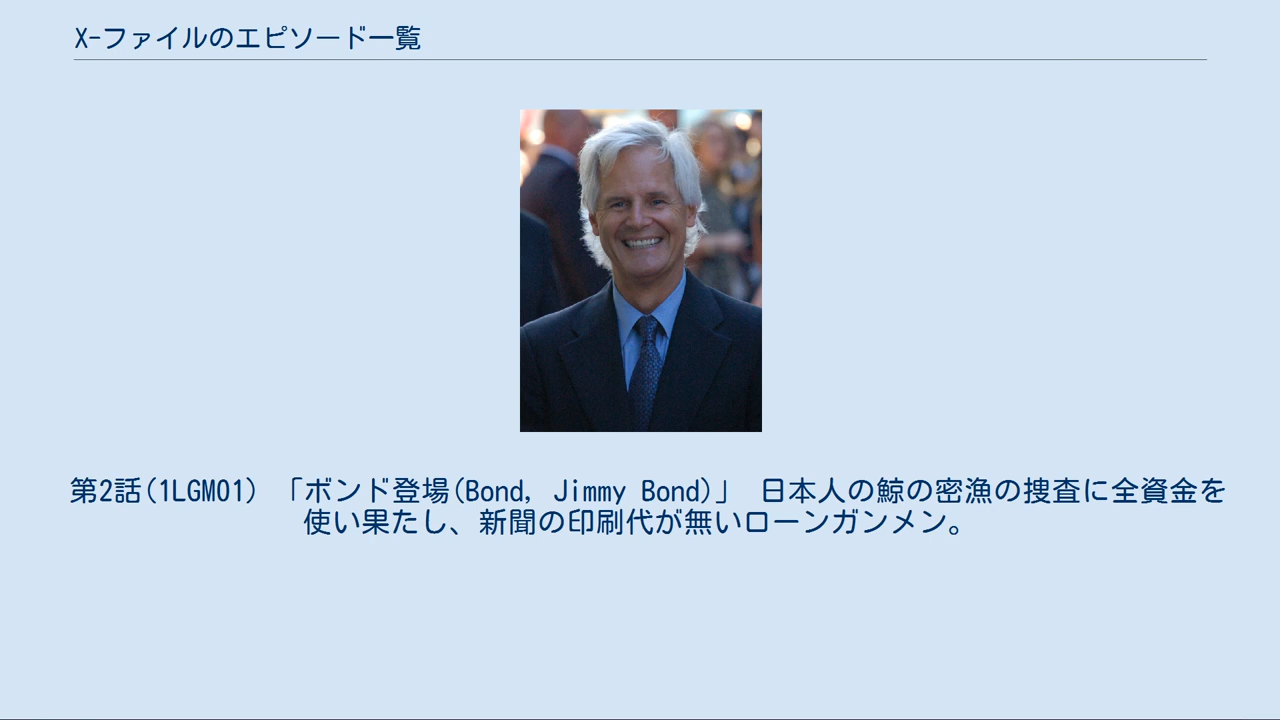 X-ファイルのエピソード一覧
第2話(1LGM01) 「ボンド登場(Bond, Jimmy Bond)」 日本人の鯨の密漁の捜査に全資金を
使い果たし、新聞の印刷代が無いローンガンメン。